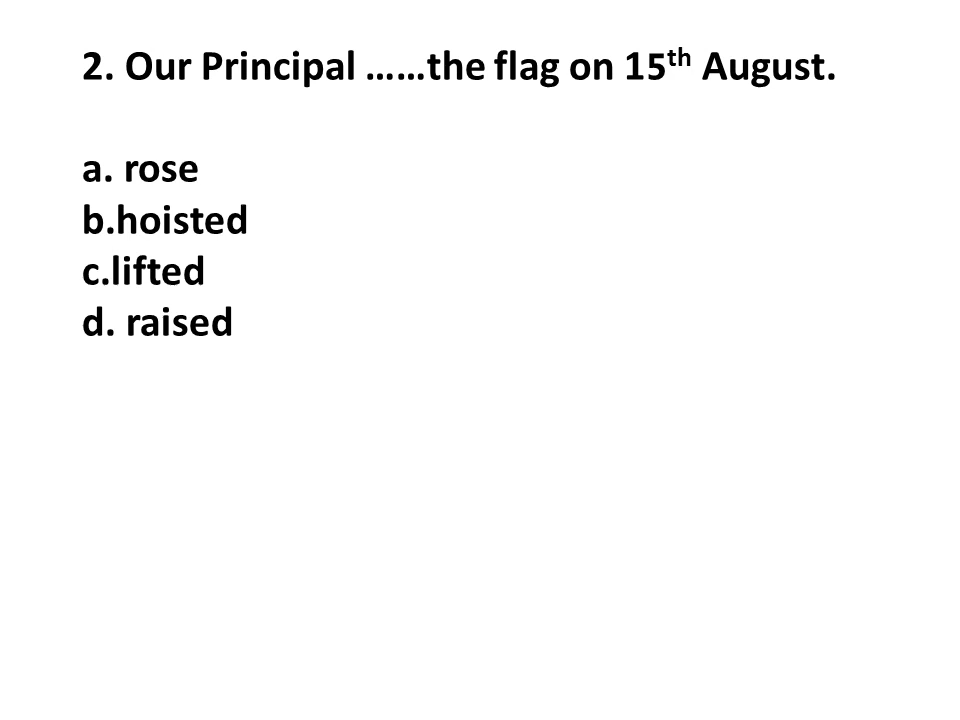 2. Our Principal ……the flag on 15th August.
a. rose
b.hoisted
c.lifted
d. raised